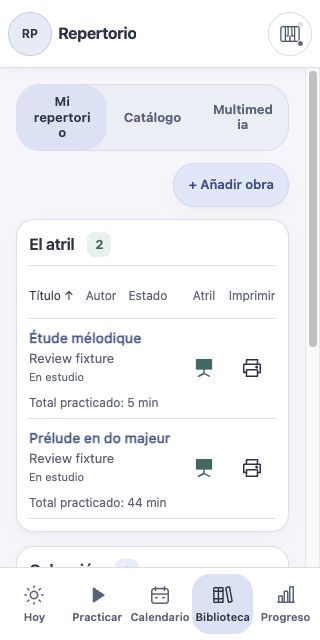 RP Repertorio
Mi
repertori
o
Catálogo
Multimed
ia
+ Añadir obra
El atril 2
Título ↑ Autor Estado Atril Imprimir
Étude mélodique
Review fixture
En estudio
Total practicado: 5 min
Prélude en do majeur
Review fixture
En estudio
Total practicado: 44 min
Hoy Practicar Calendario Biblioteca Progreso